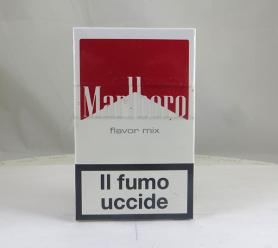 Marlboro
flavor mix
Il fumo
uccide